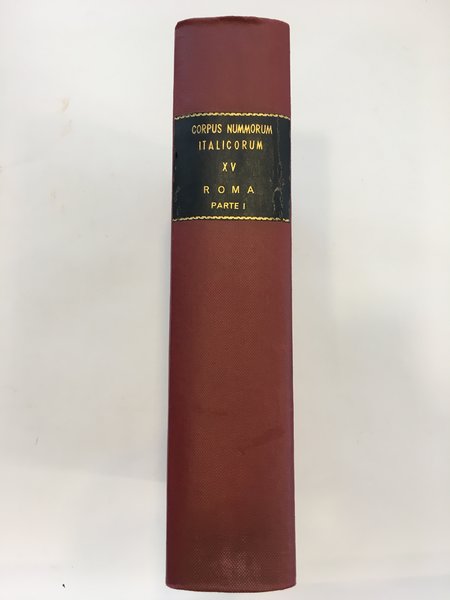 CORPUS NUMMORUM
ITALICORUM
XV
ROMA
PARTE I